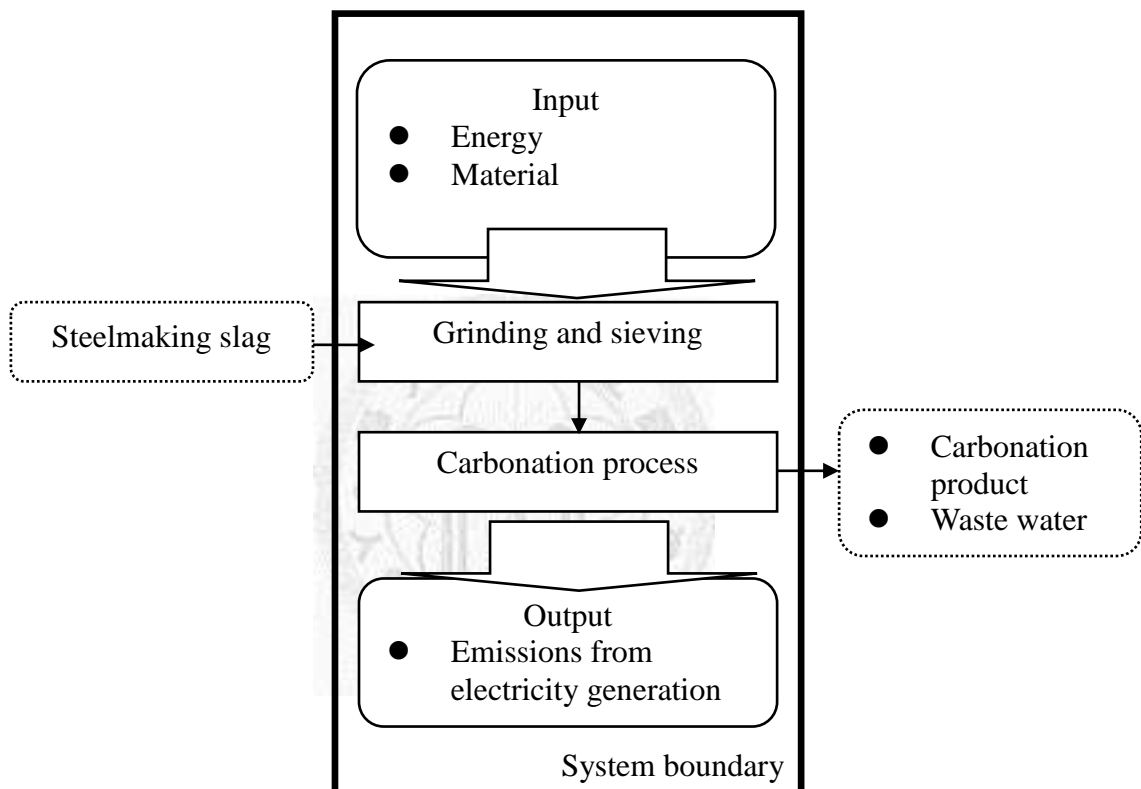 Input
● Energy
● Material
Steelmaking slag
Grinding and sieving
Carbonation process
● Carbonation
product
● Waste water
Output
● Emissions from
electricity generation
System boundary